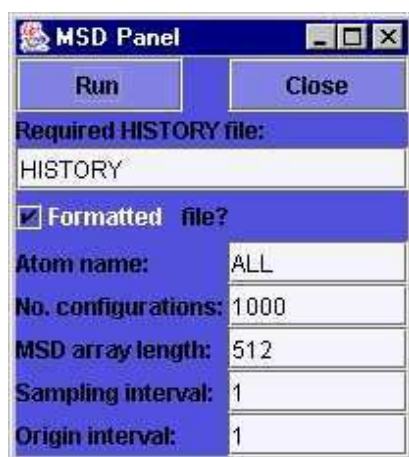 MSD Panel
Run Close
Required HISTORY file:
HISTORY
Formatted file?
Atom name: ALL
No. configurations: 1000
MSD array length: 512
Sampling interval: 1
Origin interval: 1